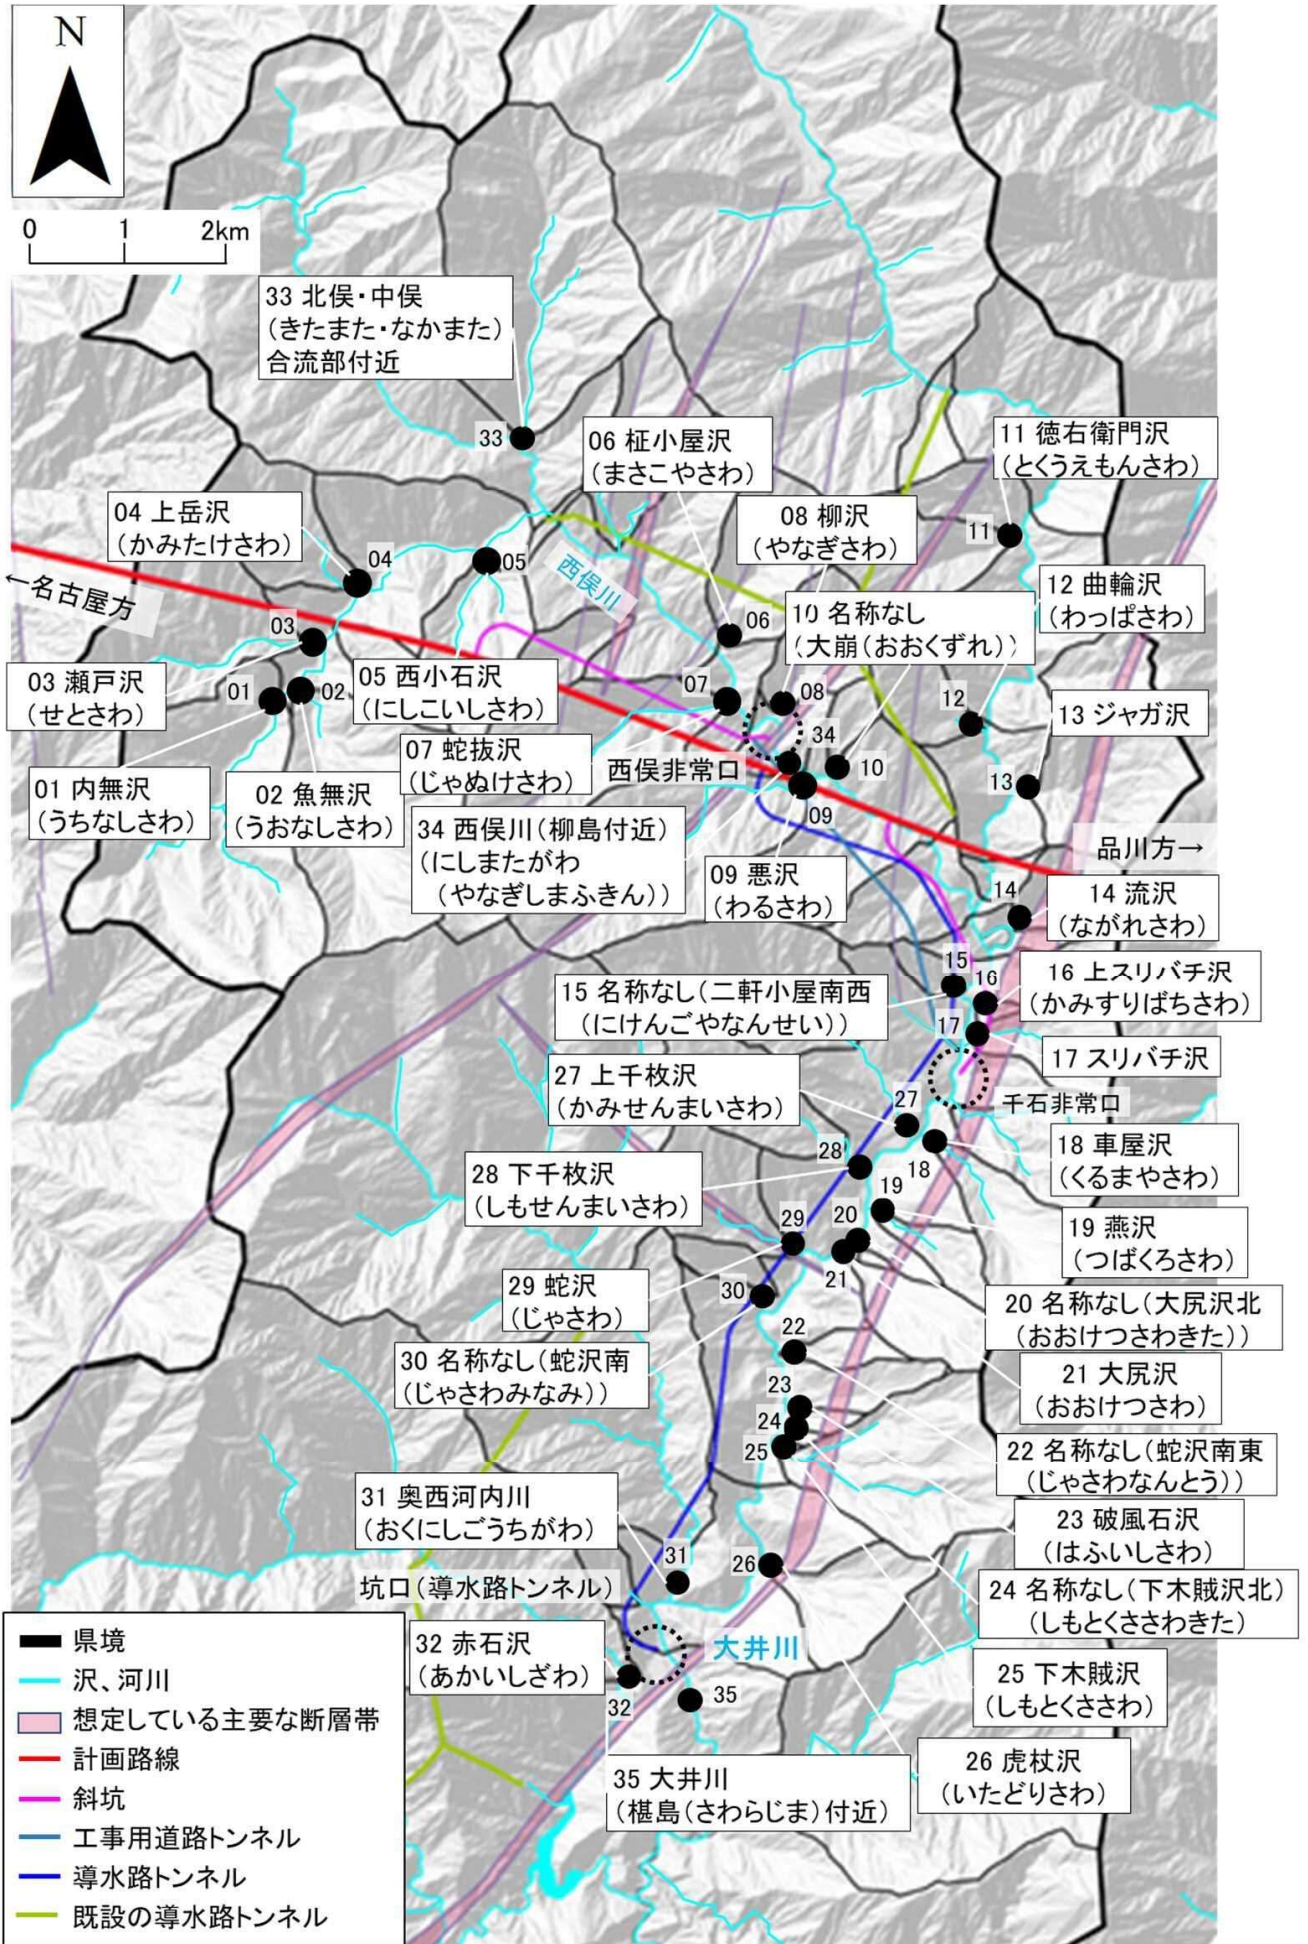 N
0 1 2km
33 北俣・中俣
(きたまた・なかまた)
合流部付近
33
06 柾小屋沢
(まさこやさわ)
11 徳右衛門沢
(とくうえもんさわ)
04 上岳沢
(かみたけさわ)
08 柳沢
(やなぎさわ)
11
04
05
西俣川
←名古屋方
12 曲輪沢
(わっぱさわ)
10 名称なし
(大崩(おおくずれ))
03
06
03 瀬戸沢
(せとさわ)
01
02
05 西小石沢
(にしこいしさわ)
07
08
12
13 ジャガ沢
34
07 蛇抜沢
(じゃぬけさわ)
西俣非常口
10
13
01 内無沢
(うちなしさわ)
02 魚無沢
(うおなしさわ)
09
34 西俣川(柳島付近)
(にしまたがわ
(やなぎしまふきん))
品川方→
09 悪沢
(わるさわ)
14
14 流沢
(ながれさわ)
15
16
15 名称なし(二軒小屋南西
(にけんごやなんせい))
16 上スリバチ沢
(かみすりばちさわ)
17
17 スリバチ沢
27 上千枚沢
(かみせんまいさわ)
27
千石非常口
28
18
18 車屋沢
(くるまやさわ)
28 下千枚沢
(しもせんまいさわ)
19
20
29
19 燕沢
(つばくろさわ)
21
29 蛇沢
(じゃさわ)
30
20 名称なし(大尻沢北
(おおけつさわきた))
22
30 名称なし(蛇沢南
(じゃさわみなみ))
21 大尻沢
(おおけつさわ)
23
24
25
22 名称なし(蛇沢南東
(じゃさわなんとう))
31 奥西河内川
(おくにしごうちがわ)
23 破風石沢
(はふいしさわ)
31
26
坑口(導水路トンネル)
24 名称なし(下木賊沢北)
(しもとくささわきた)
32 赤石沢
(あかいしざわ)
大井川
25 下木賊沢
(しもとくささわ)
32
35
26 虎杖沢
(いたどりさわ)
35 大井川
(椹島(さわらじま)付近)
県境
沢、河川
想定している主要な断層帯
計画路線
斜坑
工事用道路トンネル
導水路トンネル
既設の導水路トンネル